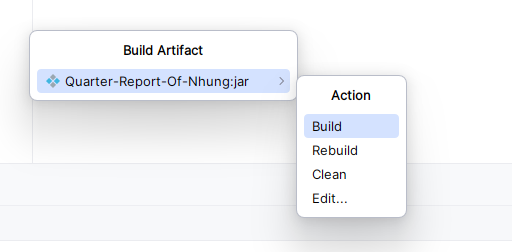 Build Artifact
Quarter-Report-Of-Nhung:jar
Action
Build
Rebuild
Clean
Edit...